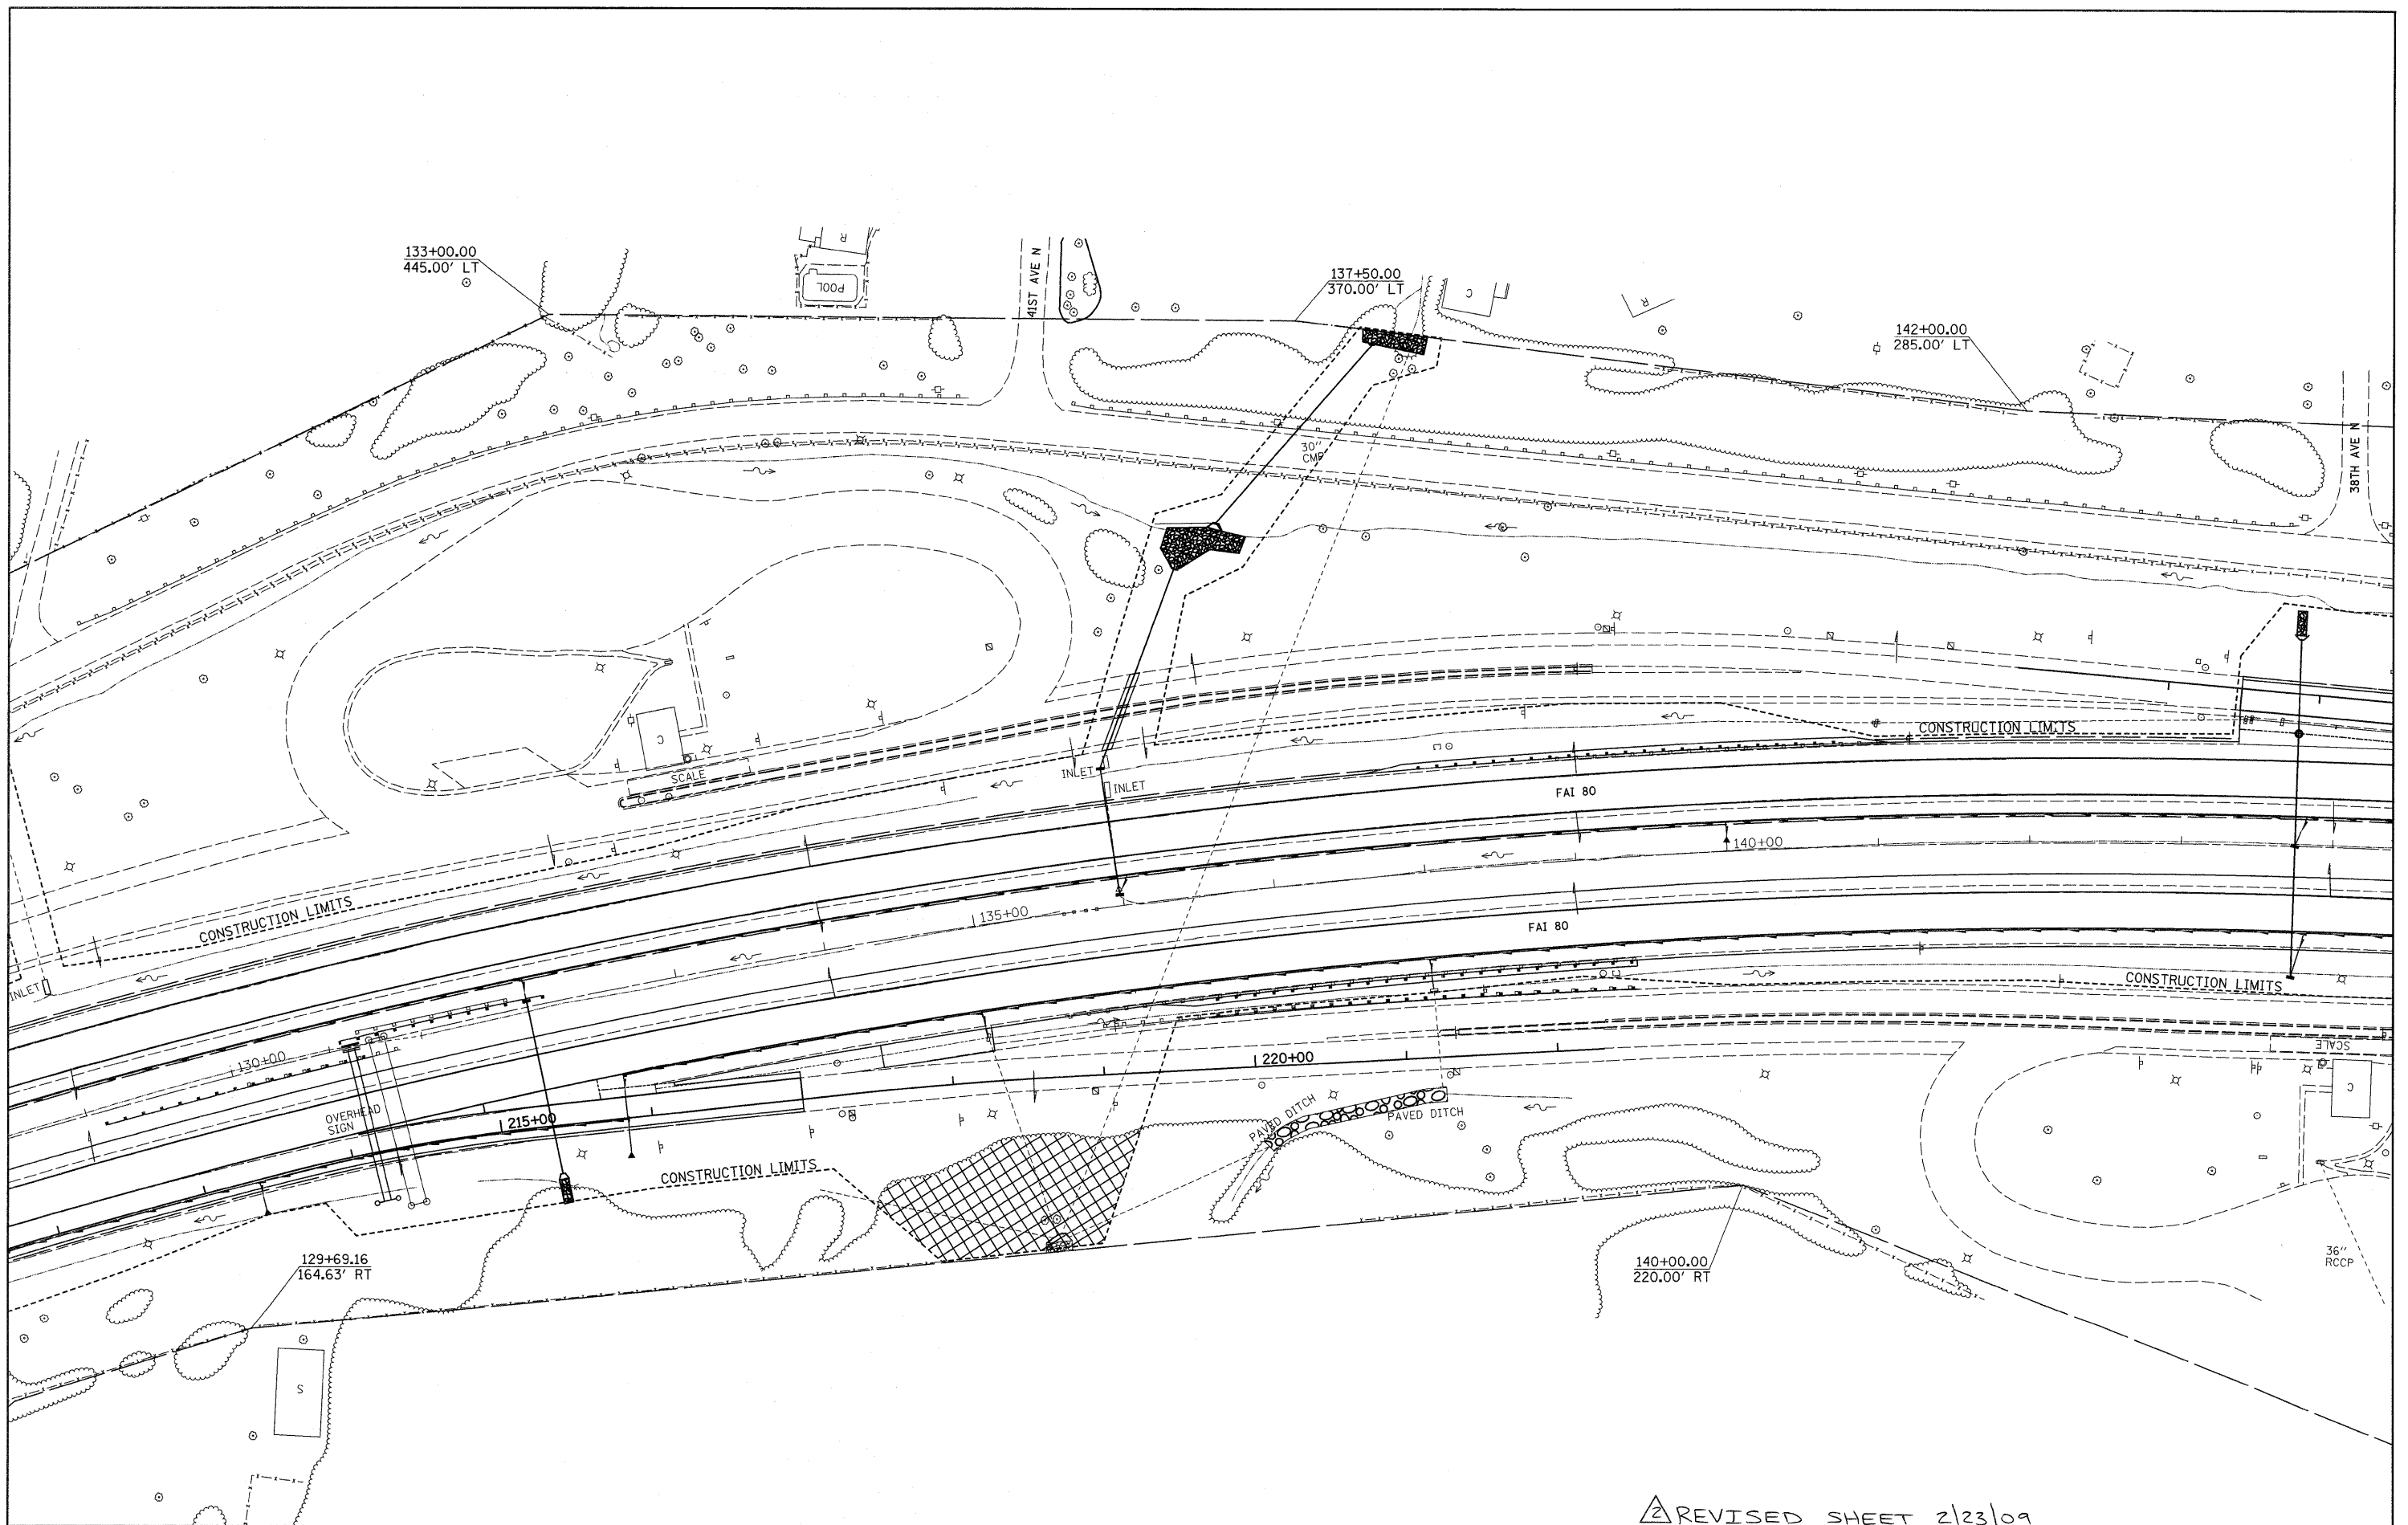 133+00.00
445.00' LT
R
POOL
41ST AVE N
137+50.00
370.00' LT
C
R
142+00.00
285.00' LT
38TH AVE N
30"
CMP
C
SCALE
INLET
INLET
CONSTRUCTION LIMITS
FAI 80
140+00
CONSTRUCTION LIMITS
135+00
FAI 80
INLET
CONSTRUCTION LIMITS
130+00
220+00
SCALE
C
OVERHEAD
SIGN
215+00
PAVED DITCH
PAVED DITCH
CONSTRUCTION LIMITS
129+69.16
164.63' RT
140+00.00
220.00' RT
36"
RCCP
S
2 REVISED SHEET 2/23/09